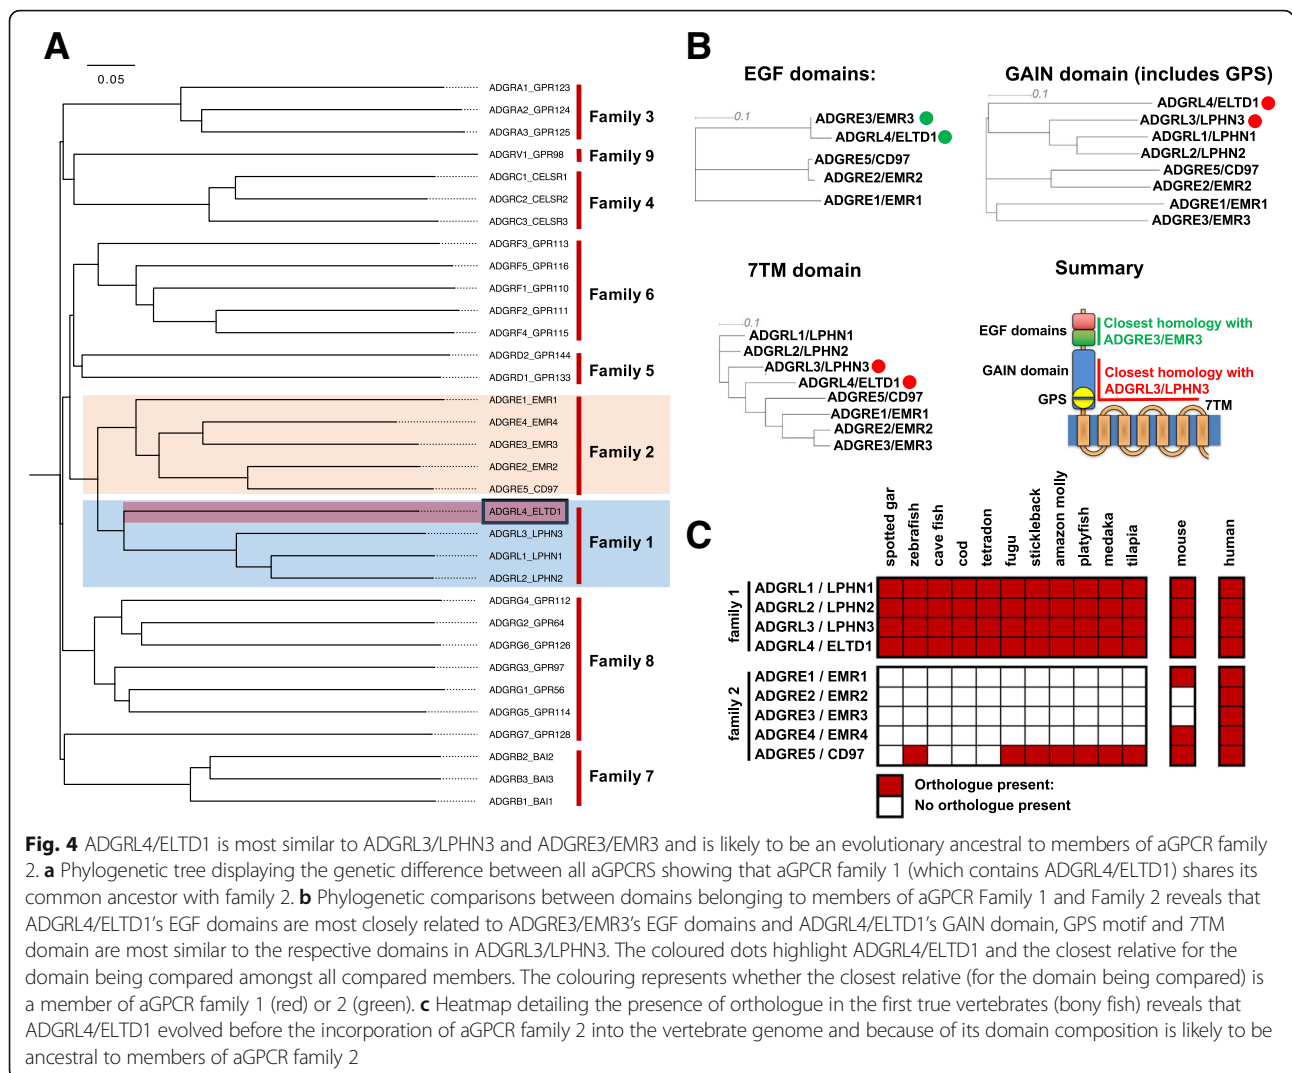 A
0.05
ADGRA1_GPR123
ADGRA2_GPR124
ADGRA3_GPR125
Family 3
ADGRV1_GPR98
Family 9
ADGRC1_CELSR1
ADGRC2_CELSR2
ADGRC3_CELSR3
Family 4
ADGRF3_GPR113
ADGRF5_GPR116
ADGRF1_GPR110
ADGRF2_GPR111
ADGRF4_GPR115
Family 6
ADGRD2_GPR144
ADGRD1_GPR133
Family 5
ADGRE1_EMR1
ADGRE4_EMR4
ADGRE3_EMR3
ADGRE2_EMR2
ADGRE5_CD97
Family 2
ADGRL4_ELTD1
ADGRL3_LPHN3
ADGRL1_LPHN1
ADGRL2_LPHN2
Family 1
ADGRG4_GPR112
ADGRG2_GPR64
ADGRG6_GPR126
ADGRG3_GPR97
ADGRG1_GPR56
ADGRG5_GPR114
ADGRG7_GPR128
Family 8
ADGRB2_BAI2
ADGRB3_BAI3
ADGRB1_BAI1
Family 7
B
EGF domains:
0.1
ADGRE3/EMR3
ADGRL4/ELTD1
ADGRE5/CD97
ADGRE2/EMR2
ADGRE1/EMR1
GAIN domain (includes GPS)
0.1
ADGRL4/ELTD1
ADGRL3/LPHN3
ADGRL1/LPHN1
ADGRL2/LPHN2
ADGRE5/CD97
ADGRE2/EMR2
ADGRE1/EMR1
ADGRE3/EMR3
7TM domain
0.1
ADGRL1/LPHN1
ADGRL2/LPHN2
ADGRL3/LPHN3
ADGRL4/ELTD1
ADGRE5/CD97
ADGRE1/EMR1
ADGRE2/EMR2
ADGRE3/EMR3
Summary
EGF domains
Closest homology with
ADGRE3/EMR3
GAIN domain
Closest homology with
ADGRL3/LPHN3
GPS
7TM
C
spotted gar
zebrafish
cave fish
cod
tetradon
fugu
stickleback
amazon molly
platyfish
medaka
tilapia
mouse
human
family 1
ADGRL1 / LPHN1
ADGRL2 / LPHN2
ADGRL3 / LPHN3
ADGRL4 / ELTD1
family 2
ADGRE1 / EMR1
ADGRE2 / EMR2
ADGRE3 / EMR3
ADGRE4 / EMR4
ADGRE5 / CD97
Orthologue present:
No orthologue present
Fig. 4 ADGRL4/ELTD1 is most similar to ADGRL3/LPHN3 and ADGRE3/EMR3 and is likely to be an evolutionary ancestral to members of aGPCR family
2. a Phylogenetic tree displaying the genetic difference between all aGPCRS showing that aGPCR family 1 (which contains ADGRL4/ELTD1) shares its
common ancestor with family 2. b Phylogenetic comparisons between domains belonging to members of aGPCR Family 1 and Family 2 reveals that
ADGRL4/ELTD1's EGF domains are most closely related to ADGRE3/EMR3's EGF domains and ADGRL4/ELTD1's GAIN domain, GPS motif and 7TM
domain are most similar to the respective domains in ADGRL3/LPHN3. The coloured dots highlight ADGRL4/ELTD1 and the closest relative for the
domain being compared amongst all compared members. The colouring represents whether the closest relative (for the domain being compared) is
a member of aGPCR family 1 (red) or 2 (green). c Heatmap detailing the presence of orthologue in the first true vertebrates (bony fish) reveals that
ADGRL4/ELTD1 evolved before the incorporation of aGPCR family 2 into the vertebrate genome and because of its domain composition is likely to be
ancestral to members of aGPCR family 2